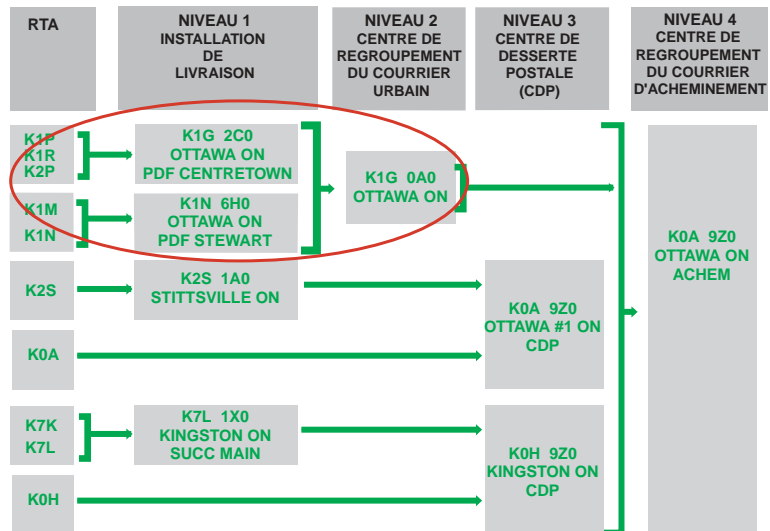 RTA
NIVEAU 1
INSTALLATION
DE
LIVRAISON
NIVEAU 2
CENTRE DE
REGROUPEMENT
DU COURRIER
URBAIN
NIVEAU 3
CENTRE DE
DESSERTE
POSTALE
(CDP)
NIVEAU 4
CENTRE DE
REGROUPEMENT
DU COURRIER
D'ACHEMINEMENT
K1P
K1R
K2P
K1G 2C0
OTTAWA ON
PDF CENTRETOWN
K1M
K1N
K1N 6H0
OTTAWA ON
PDF STEWART
K1G 0A0
OTTAWA ON
K2S
K2S 1A0
STITTSVILLE ON
K0A
K0A 9Z0
OTTAWA #1 ON
CDP
K7K
K7L
K7L 1X0
KINGSTON ON
SUCC MAIN
K0H
K0H 9Z0
KINGSTON ON
CDP
K0A 9Z0
OTTAWA ON
ACHEM